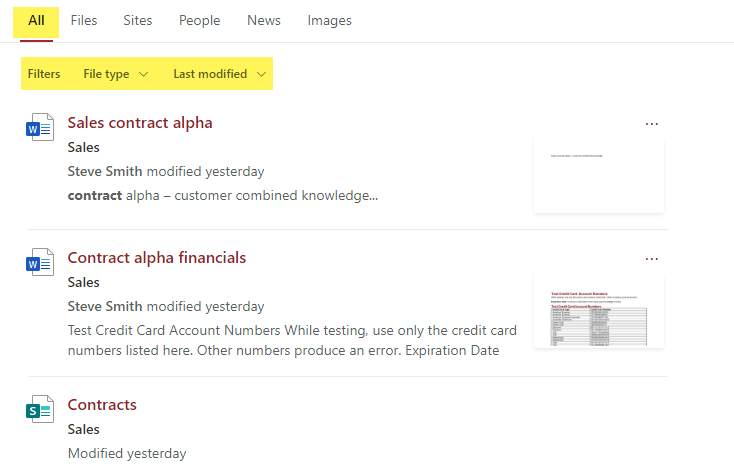 All Files Sites People News Images
Filters File type Last modified
Sales contract alpha
Sales
Steve Smith modified yesterday
contract alpha – customer combined knowledge...
Contract alpha financials
Sales
Steve Smith modified yesterday
Test Credit Card Account Numbers While testing, use only the credit card
numbers listed here. Other numbers produce an error. Expiration Date
Test Credit Card Account Numbers
Contracts
Sales
Modified yesterday